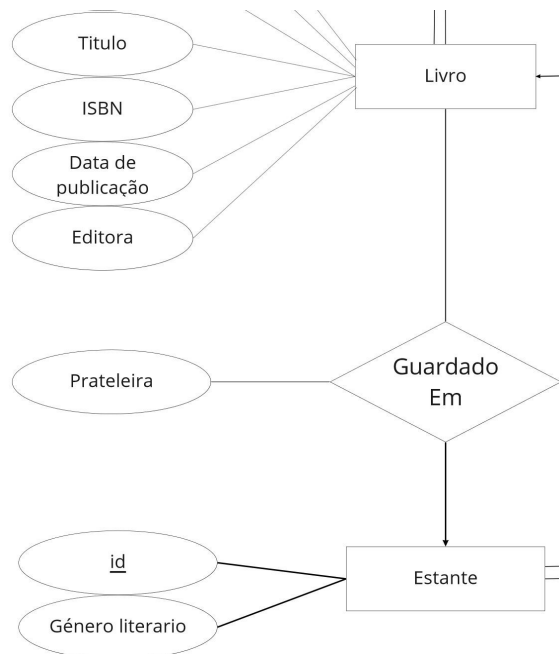 Titulo
Livro
ISBN
Data de
publicação
Editora
Guardado
Em
Prateleira
id
Estante
Género literario